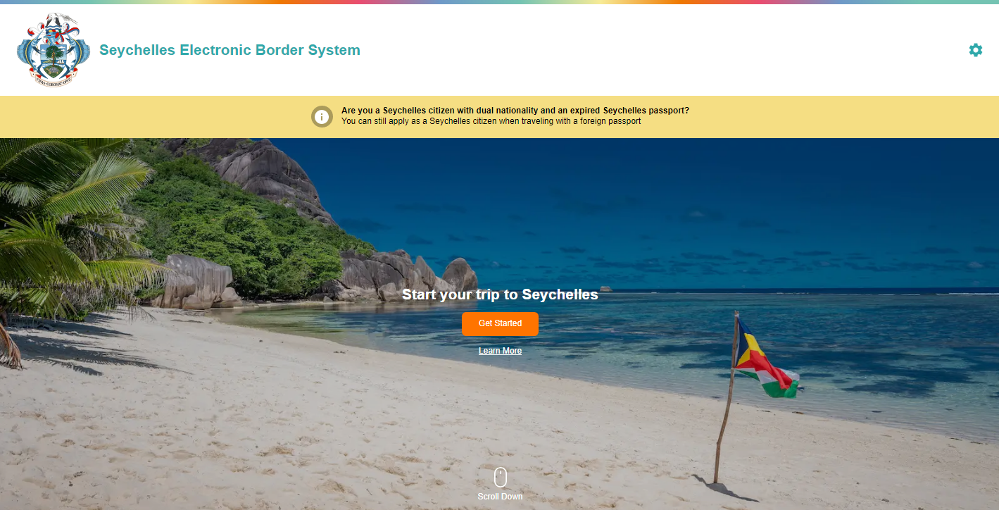 Seychelles Electronic Border System
Are you a Seychelles citizen with dual nationality and an expired Seychelles passport?
You can still apply as a Seychelles citizen when traveling with a foreign passport
Start your trip to Seychelles
Get Started
Learn More
Scroll Down